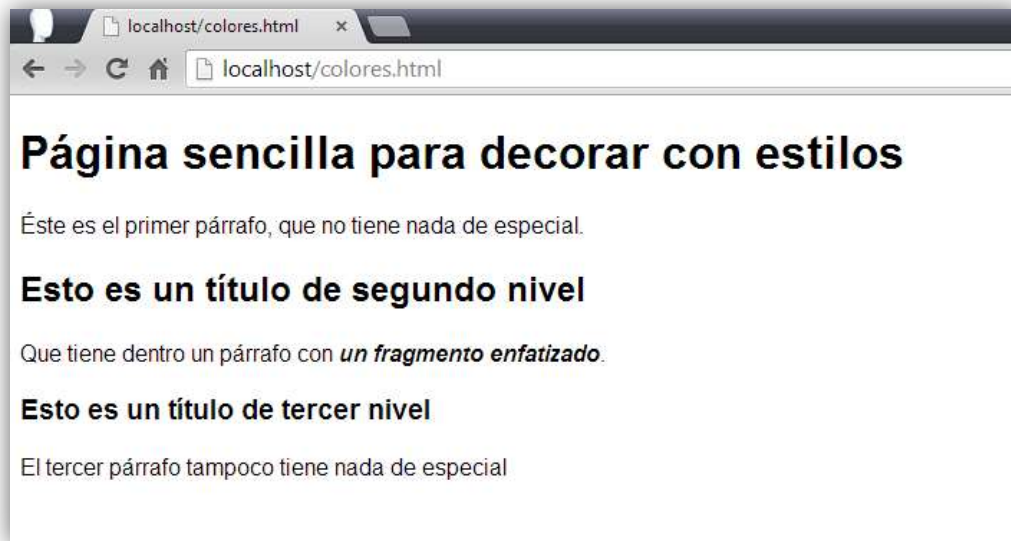 localhost/colores.html
localhost/colores.html
Página sencilla para decorar con estilos
Éste es el primer párrafo, que no tiene nada de especial.
Esto es un título de segundo nivel
Que tiene dentro un párrafo con un fragmento enfatizado.
Esto es un título de tercer nivel
El tercer párrafo tampoco tiene nada de especial